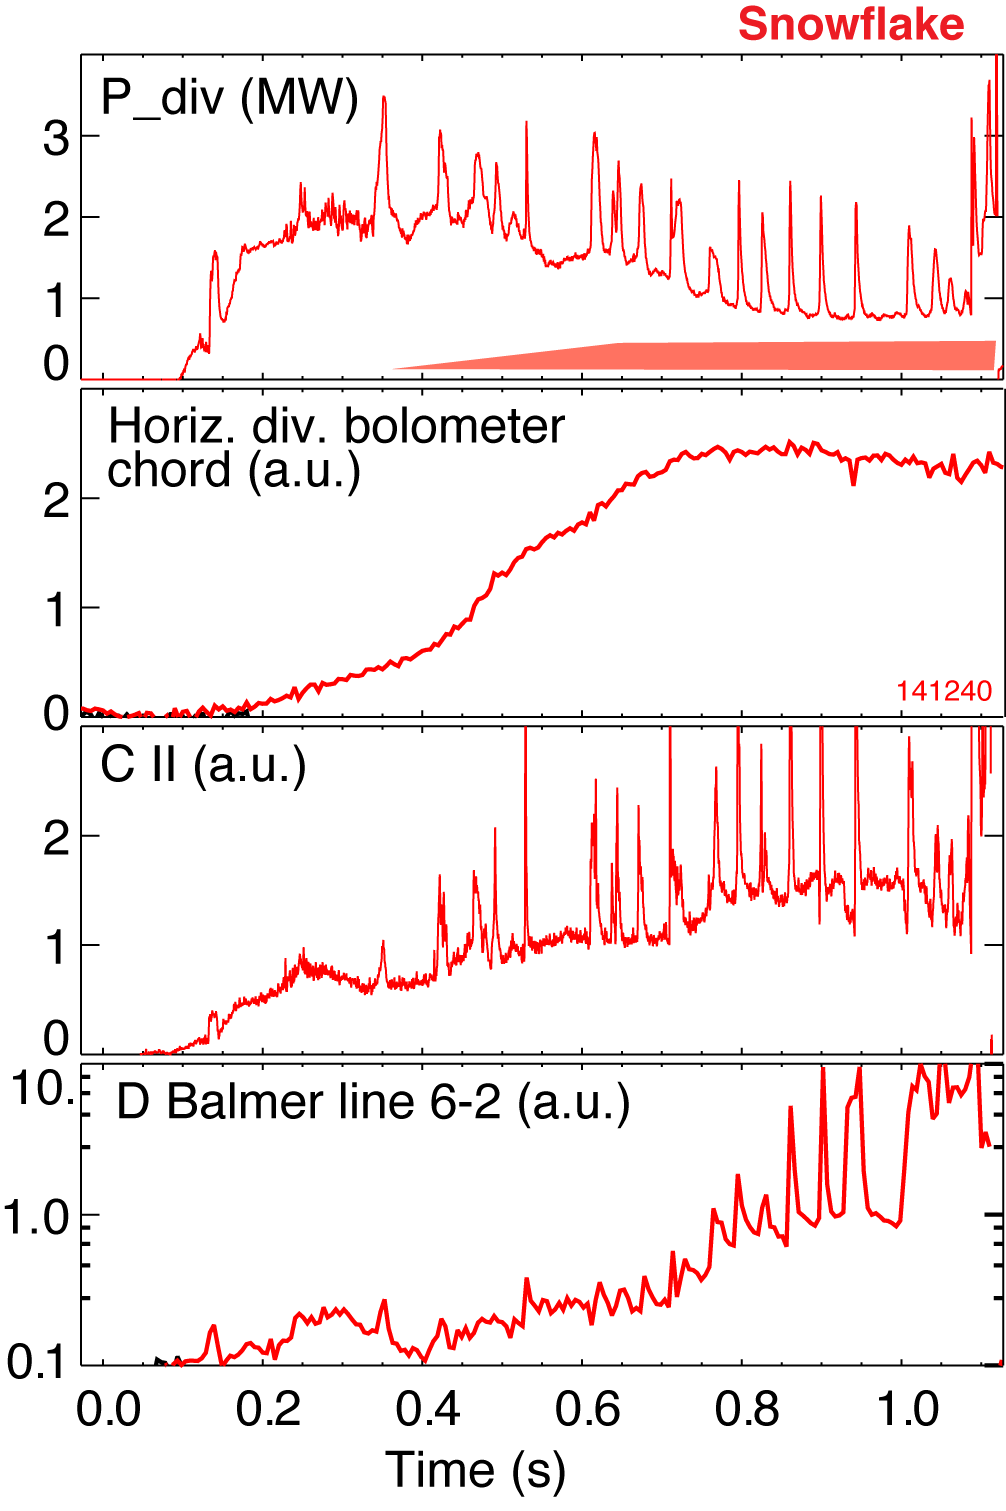 Snowflake
P_div (MW)
3
2
1
0
Horiz. div. bolometer
chord (a.u.)
2
1
0
141240
C II (a.u.)
2
1
0
D Balmer line 6-2 (a.u.)
10.
1.0
0.1
0.0 0.2 0.4 0.6 0.8 1.0
Time (s)